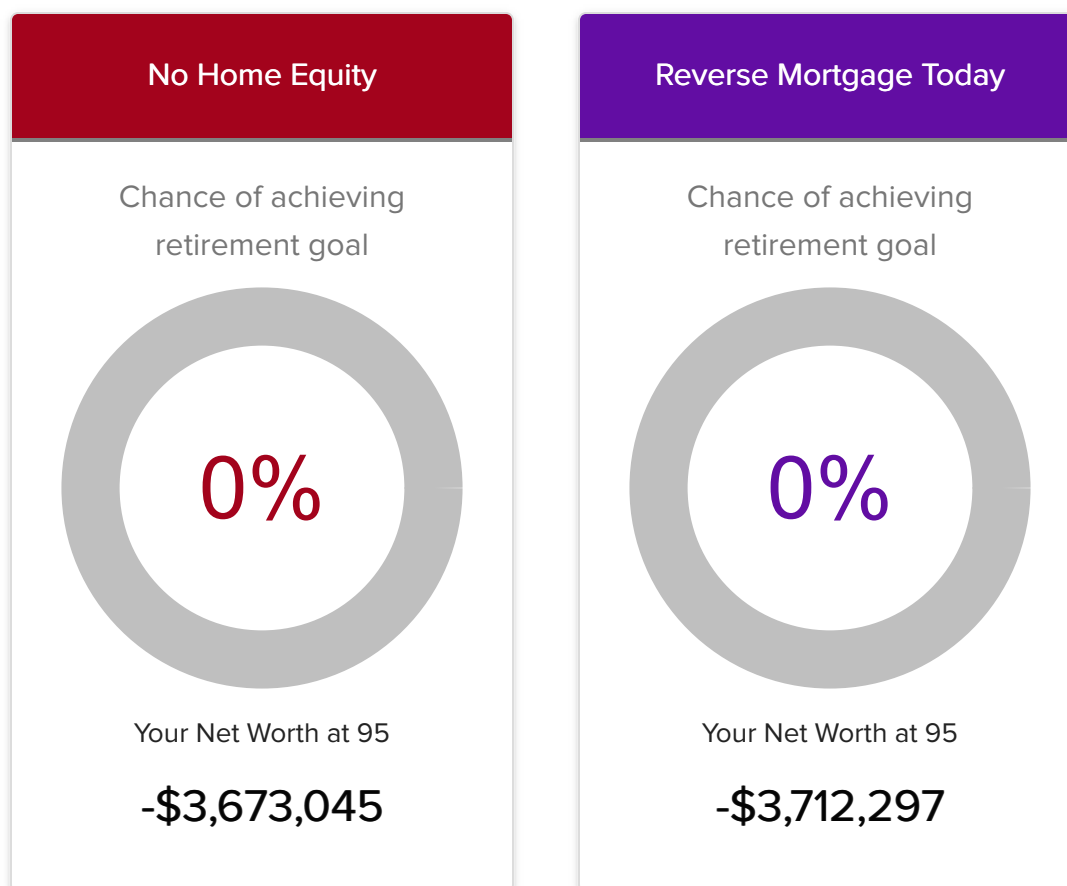 No Home Equity
Chance of achieving
retirement goal
0%
Your Net Worth at 95
-$3,673,045
Reverse Mortgage Today
Chance of achieving
retirement goal
0%
Your Net Worth at 95
-$3,712,297